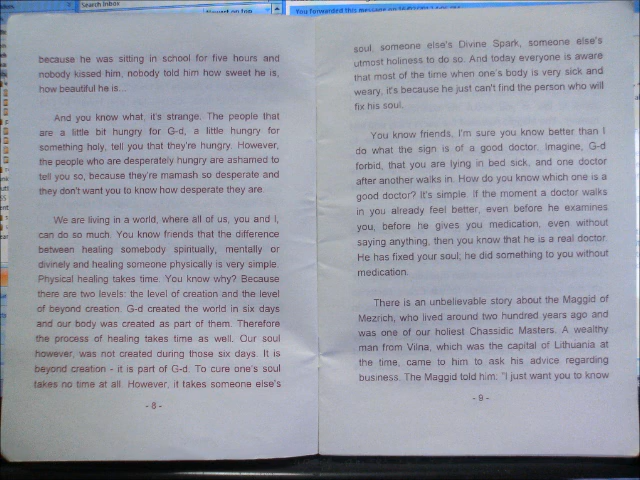 Search Inbox
You forwarded this message on
because he was sitting in school for five hours and
nobody kissed him, nobody told him how sweet he is,
how beautiful he is...
And you know what, it's strange. The people that
are a little bit hungry for G-d, a little hungry for
something holy, tell you that they're hungry. However,
the people who are desperately hungry are ashamed to
tell you so, because they're mamash so desperate and
they don't want you to know how desperate they are.
We are living in a world, where all of us, you and I,
can do so much. You know friends that the difference
between healing somebody spiritually, mentally or
divinely and healing someone physically is very simple.
Physical healing takes time. You know why? Because
there are two levels: the level of creation and the level
of beyond creation. G-d created the world in six days
and our body was created as part of them. Therefore
the process of healing takes time as well. Our soul
however, was not created during those six days. It is
beyond creation - it is part of G-d. To cure one's soul
takes no time at all. However, it takes someone else's
- 8 -
soul, someone else's Divine Spark, someone else's
utmost holiness to do so. And today everyone is aware
that most of the time when one's body is very sick and
weary, it's because he just can't find the person who will
fix his soul.
You know friends, I'm sure you know better than I
do what the sign is of a good doctor. Imagine, G-d
forbid, that you are lying in bed sick, and one doctor
after another walks in. How do you know which one is a
good doctor? It's simple. If the moment a doctor walks
in you already feel better, even before he examines
you, before he gives you medication, even without
saying anything, then you know that he is a real doctor.
He has fixed your soul; he did something to you without
medication.
There is an unbelievable story about the Maggid of
Mezrich, who lived around two hundred years ago and
was one of our holiest Chassidic Masters. A wealthy
man from Vilna, which was the capital of Lithuania at
the time, came to him to ask his advice regarding
business. The Maggid told him: "I just want you to know
- 9 -